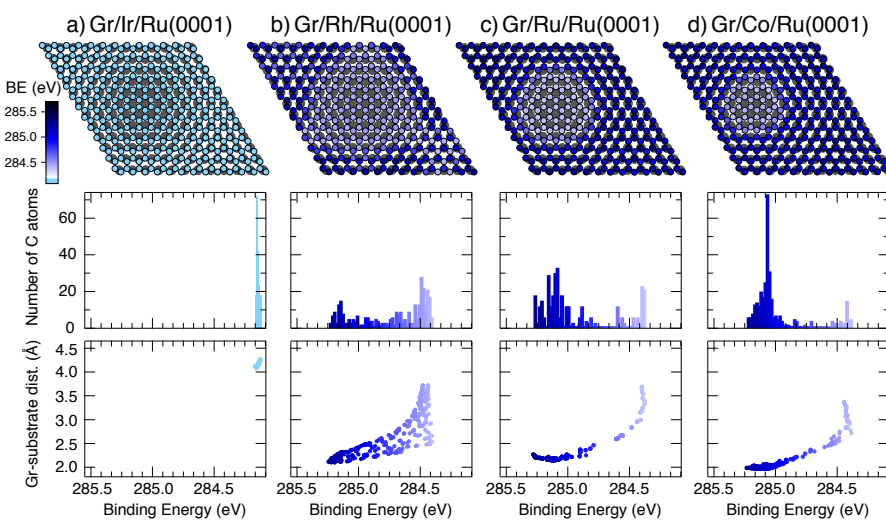 a) Gr/Ir/Ru(0001) b) Gr/Rh/Ru(0001) c) Gr/Ru/Ru(0001) d) Gr/Co/Ru(0001)
BE (eV)
285.5
285.0
284.5
Number of C atoms
60
40
20
0
Gr-substrate dist. (Å)
4.5
4.0
3.5
3.0
2.5
2.0
285.5 285.0 284.5 285.5 285.0 284.5 285.5 285.0 284.5 285.5 285.0 284.5
Binding Energy (eV) Binding Energy (eV) Binding Energy (eV) Binding Energy (eV)